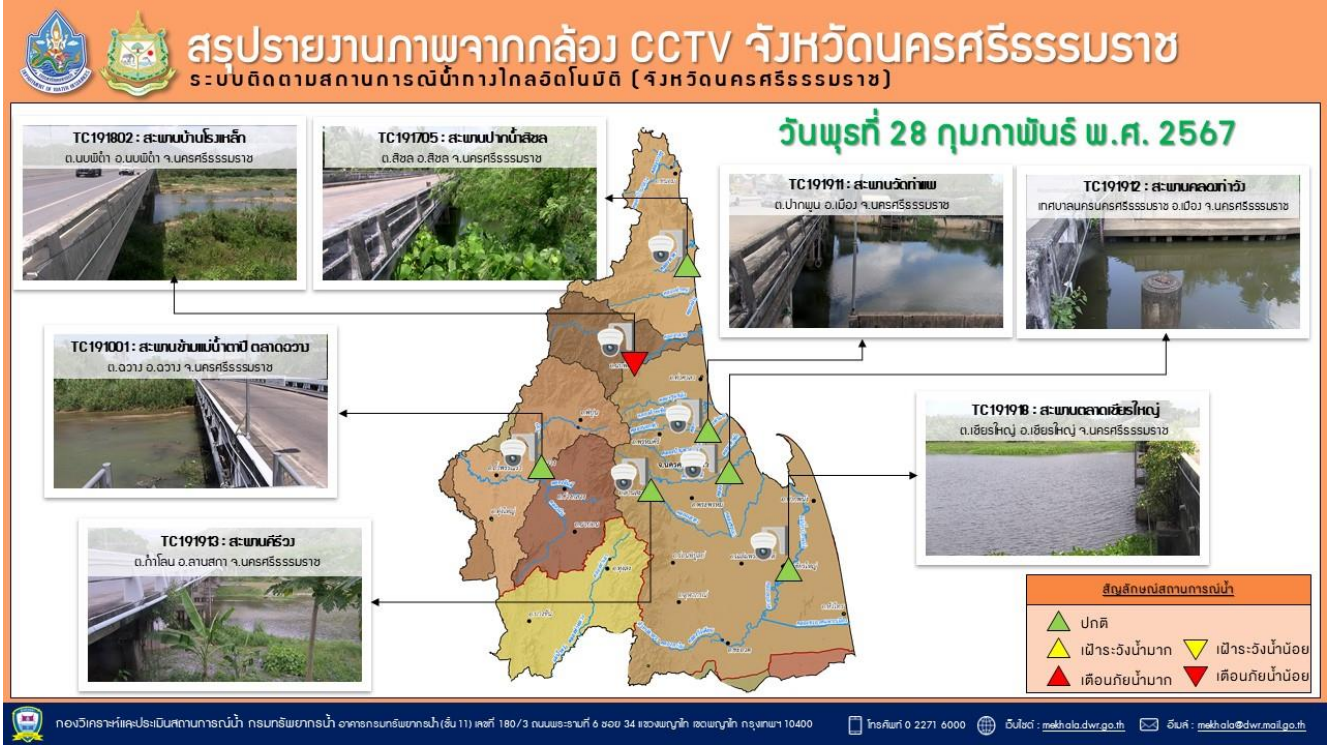 สรุปรายงานภาพจากกล้อง CCTV จังหวัดนครศรีธรรมราช
ระบบติดตามสถานการณ์น้ำทางไกลอัตโนมัติ (จังหวัดนครศรีธรรมราช)
วันพุธที่ 28 กุมภาพันธ์ พ.ศ. 2567
TC191802 : สะพานบ้านโรงเหล็ก
ต.นบพิตำ อ.นบพิตำ จ.นครศรีธรรมราช
TC191705 : สะพานปากน้ำสิชล
ต.สิชล อ.สิชล จ.นครศรีธรรมราช
TC191911 : สะพานวัดท่าแพ
ต.ปากพูน อ.เมือง จ.นครศรีธรรมราช
TC191912 : สะพานคลองท่าวัง
เทศบาลนครนครศรีธรรมราช อ.เมือง จ.นครศรีธรรมราช
TC191001 : สะพานข้ามแม่น้ำตาปี ตลาดฉวาง
ต.ฉวาง อ.ฉวาง จ.นครศรีธรรมราช
TC191918 : สะพานตลาดเชียรใหญ่
ต.เชียรใหญ่ อ.เชียรใหญ่ จ.นครศรีธรรมราช
TC191913 : สะพานคีรีวง
ต.กำโลน อ.ลานสกา จ.นครศรีธรรมราช
สัญลักษณ์สถานการณ์น้ำ
ปกติ
เฝ้าระวังน้ำมาก
เฝ้าระวังน้ำน้อย
เตือนภัยน้ำมาก
เตือนภัยน้ำน้อย
กองวิเคราะห์และประเมินสถานการณ์น้ำ กรมทรัพยากรน้ำ อาคารกรมทรัพยากรน้ำ (ชั้น 11) เลขที่ 180/3 ถนนพระรามที่ 6 ซอย 34 แขวงพญาไท เขตพญาไท กรุงเทพฯ 10400
โทรศัพท์ 0 2271 6000
เว็บไซต์ : mekhala.dwr.go.th
อีเมล์ : mekhala@dwr.mail.go.th